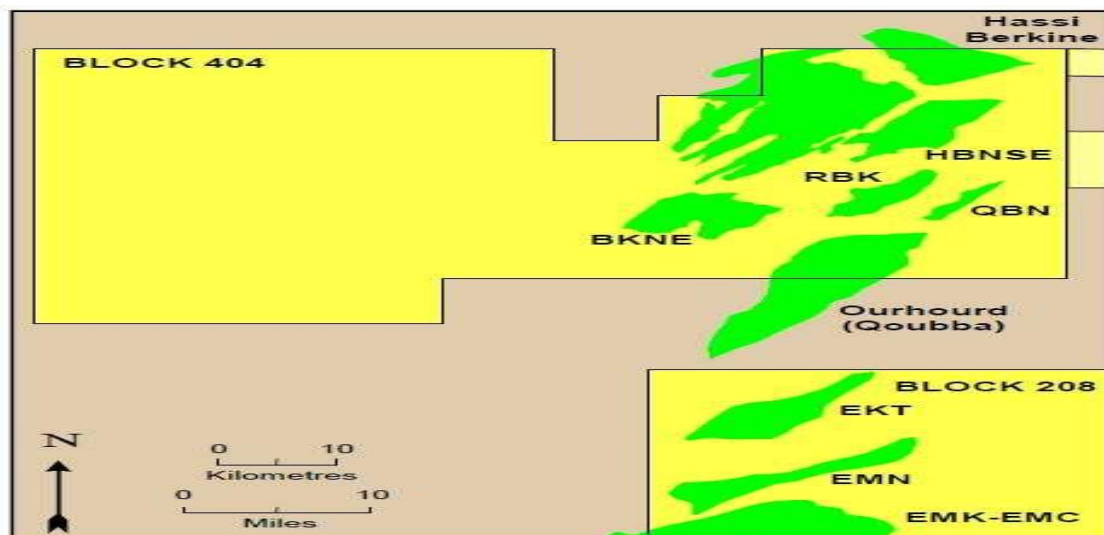 Hassi
Berkine
BLOCK 404
HBNSE
RBK
QBN
BKNE
Ourhourd
(Qoubba)
BLOCK 208
EKT
N
0 10
Kilometres
EMN
0 10
Miles
EMK-EMC